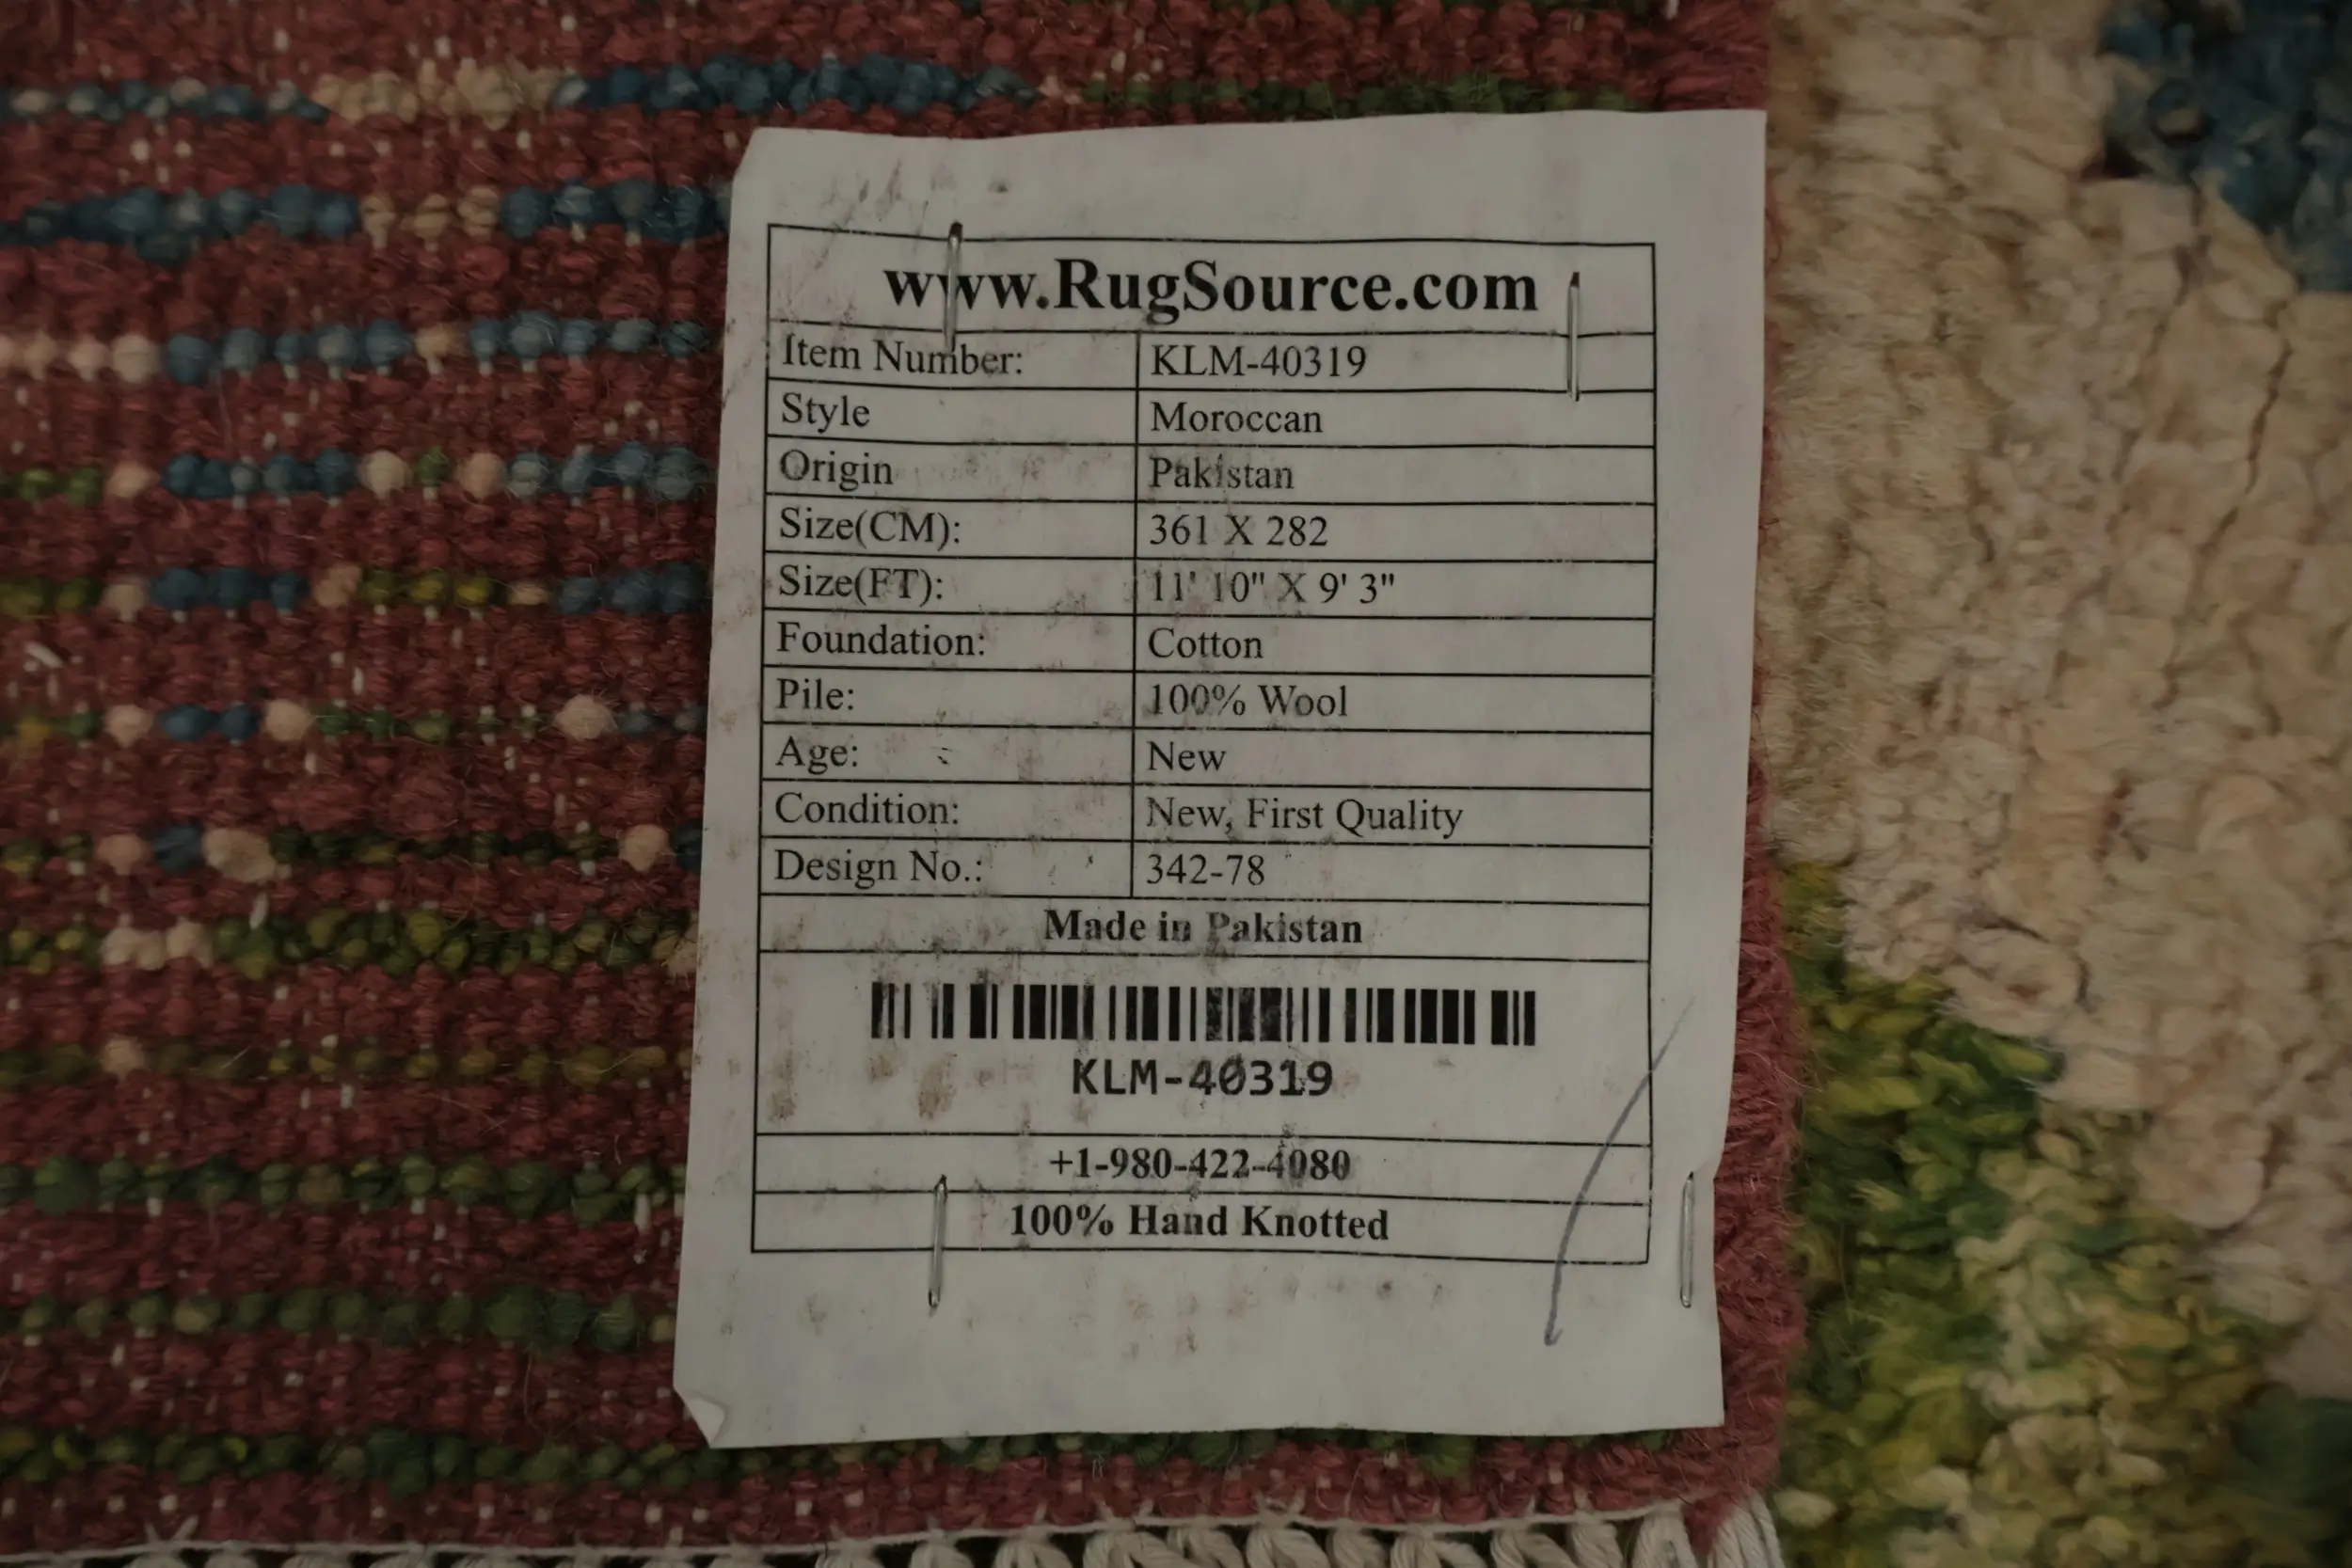 www.RugSource.com
Item Number: KLM-40319
Style Moroccan
Origin Pakistan
Size(CM): 361 X 282
Size(FT): 11' 10" X 9' 3"
Foundation: Cotton
Pile: 100% Wool
Age: New
Condition: New, First Quality
Design No.: 342-78
Made in Pakistan
KLM-40319
+1-980-422-4080
100% Hand Knotted